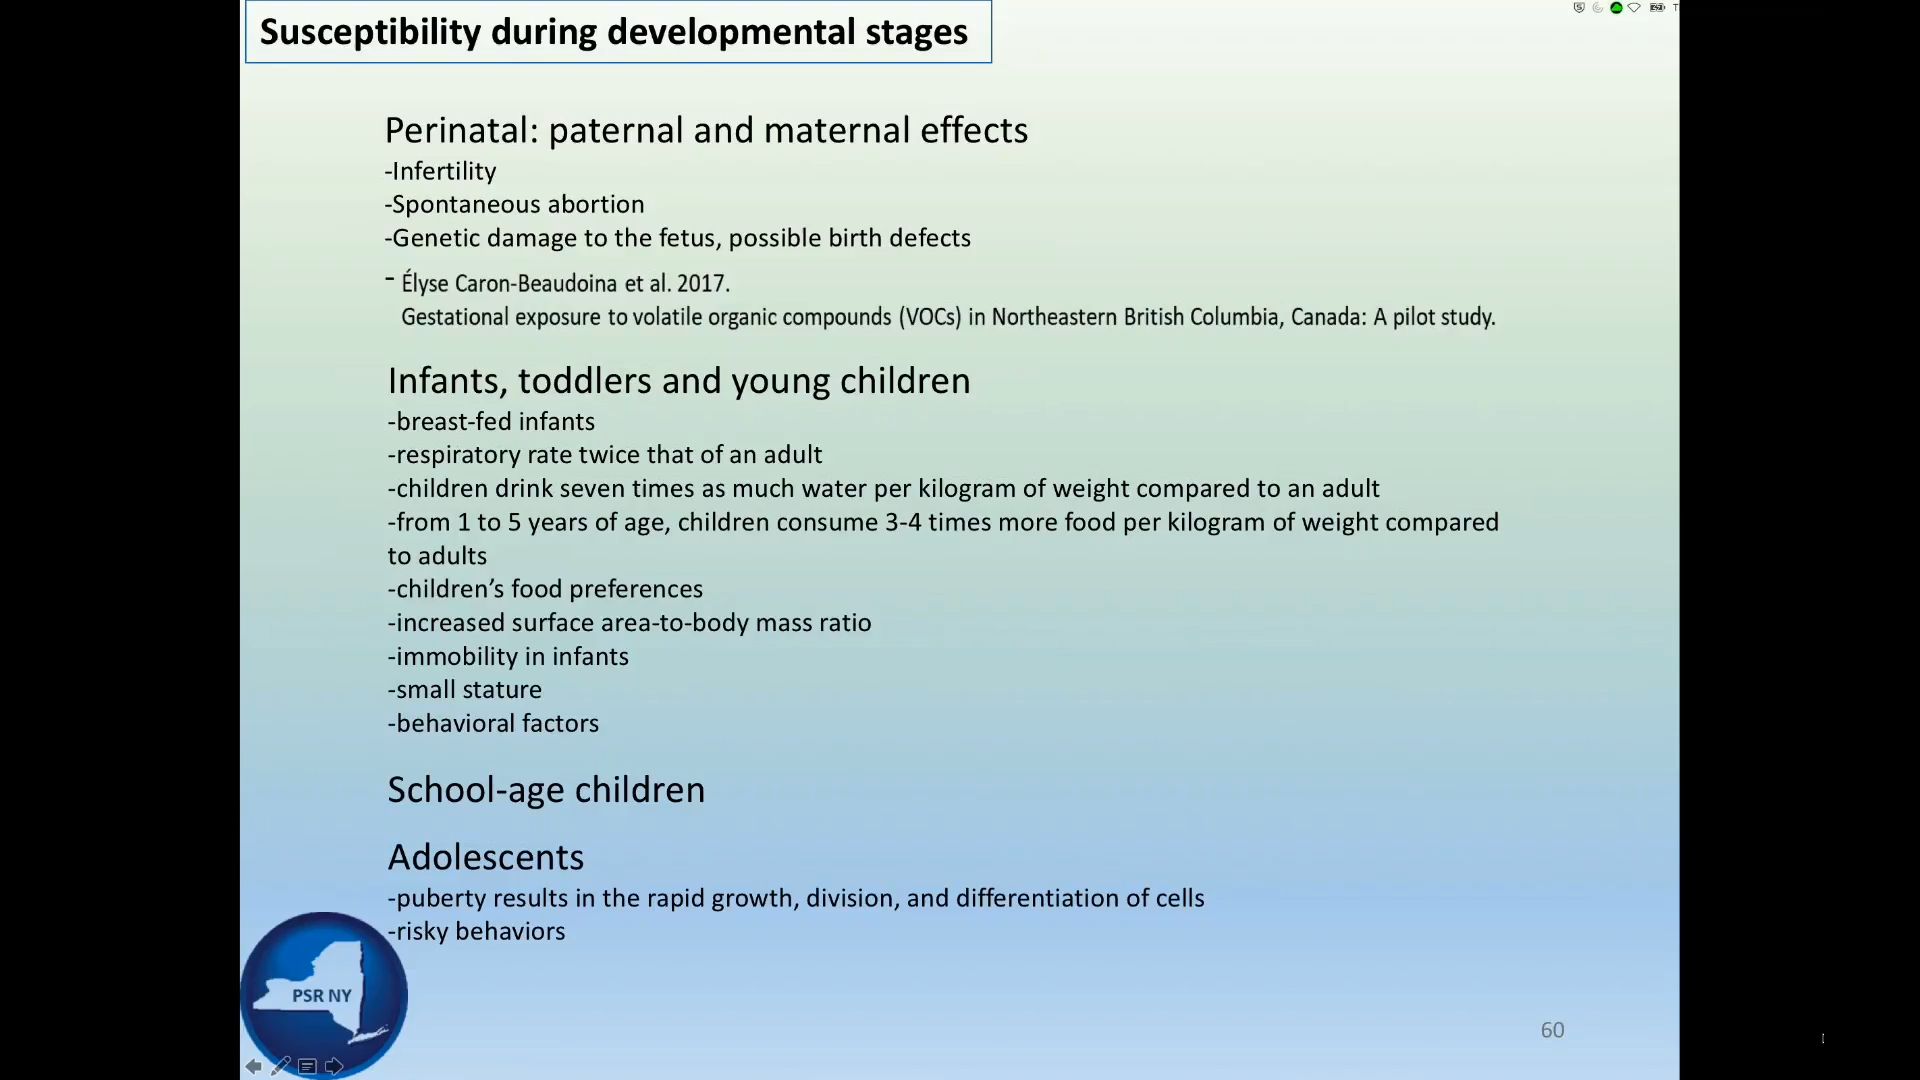 Susceptibility during developmental stages
Perinatal: paternal and maternal effects
-Infertility
-Spontaneous abortion
-Genetic damage to the fetus, possible birth defects
- Élyse Caron-Beaudoina et al. 2017.
Gestational exposure to volatile organic compounds (VOCs) in Northeastern British Columbia, Canada: A pilot study.
Infants, toddlers and young children
-breast-fed infants
-respiratory rate twice that of an adult
-children drink seven times as much water per kilogram of weight compared to an adult
-from 1 to 5 years of age, children consume 3-4 times more food per kilogram of weight compared
to adults
-children’s food preferences
-increased surface area-to-body mass ratio
-immobility in infants
-small stature
-behavioral factors
School-age children
Adolescents
-puberty results in the rapid growth, division, and differentiation of cells
-risky behaviors
PSR NY
60